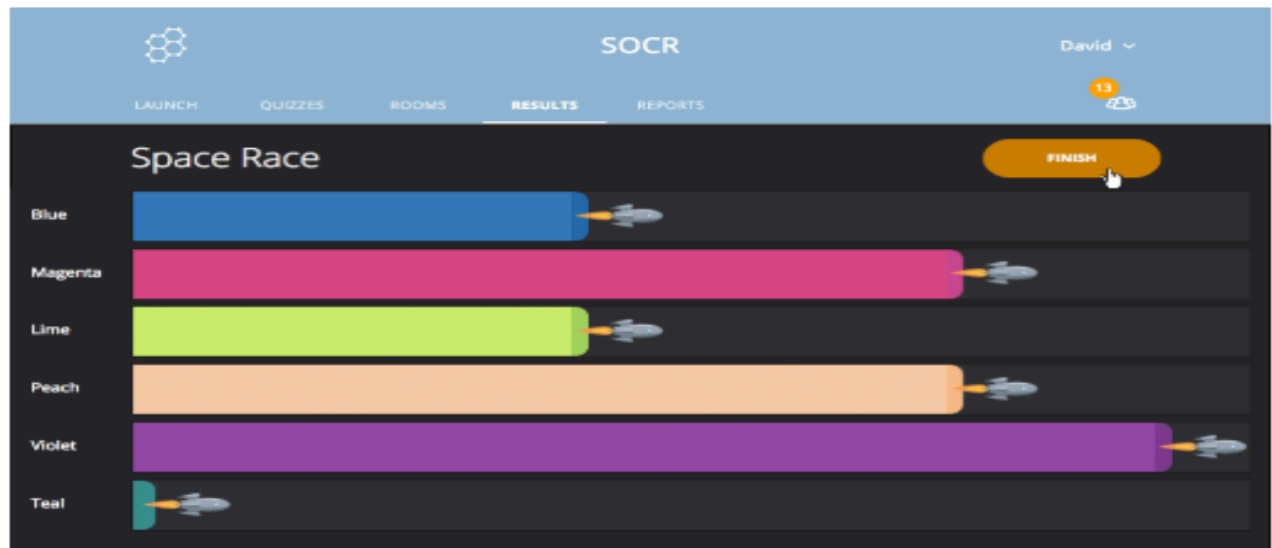 SOCR
David
LAUNCH QUIZZES ROOMS RESULTS REPORTS
13
Space Race
FINISH
Blue
Magenta
Lime
Peach
Violet
Teal